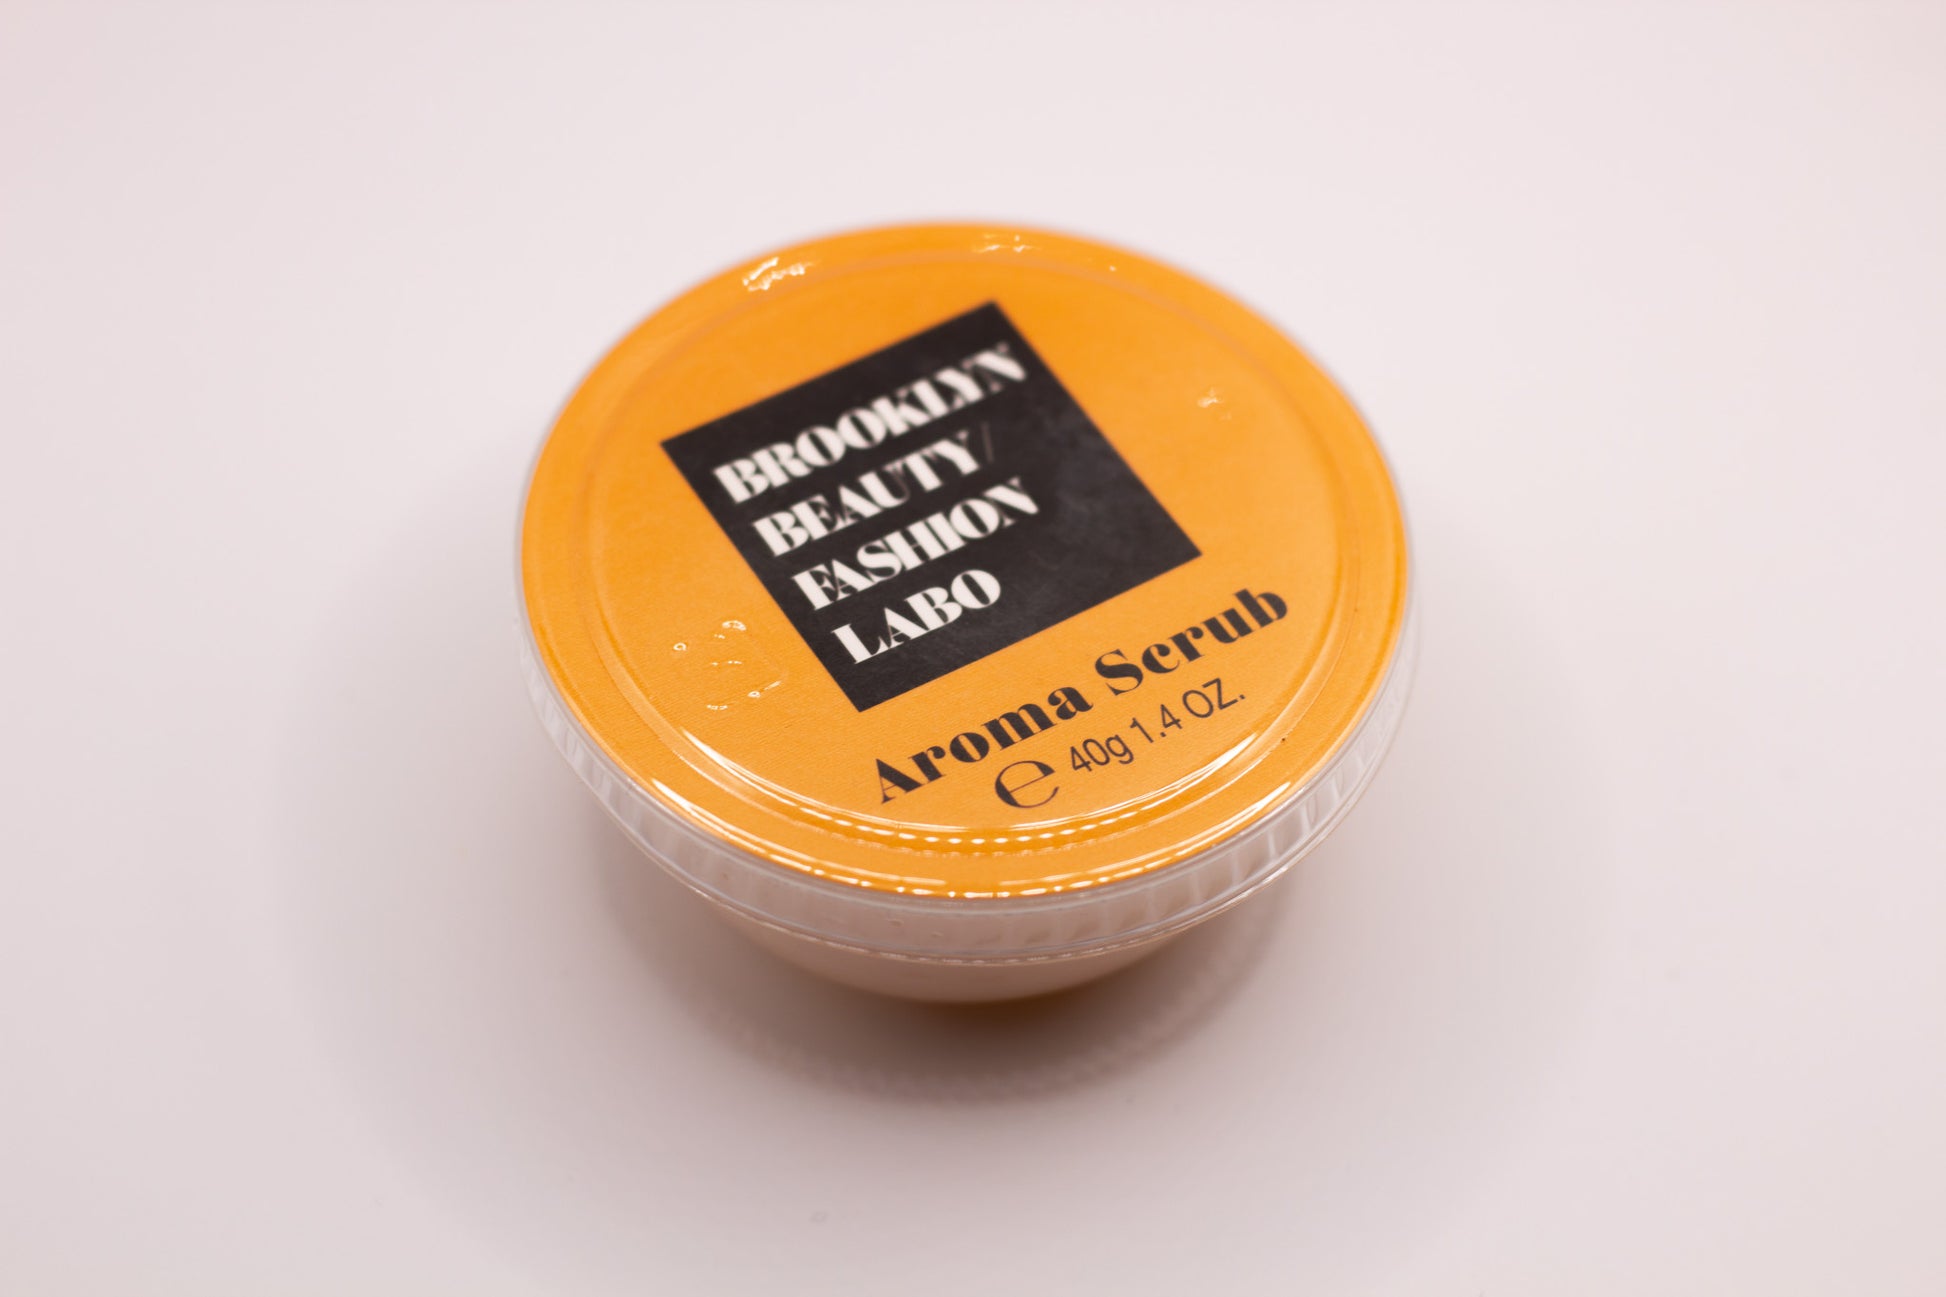 BROOKLYN
BEAUTY/
FASHION
LABO
Aroma Scrub
℮ 40g 1.4 OZ.